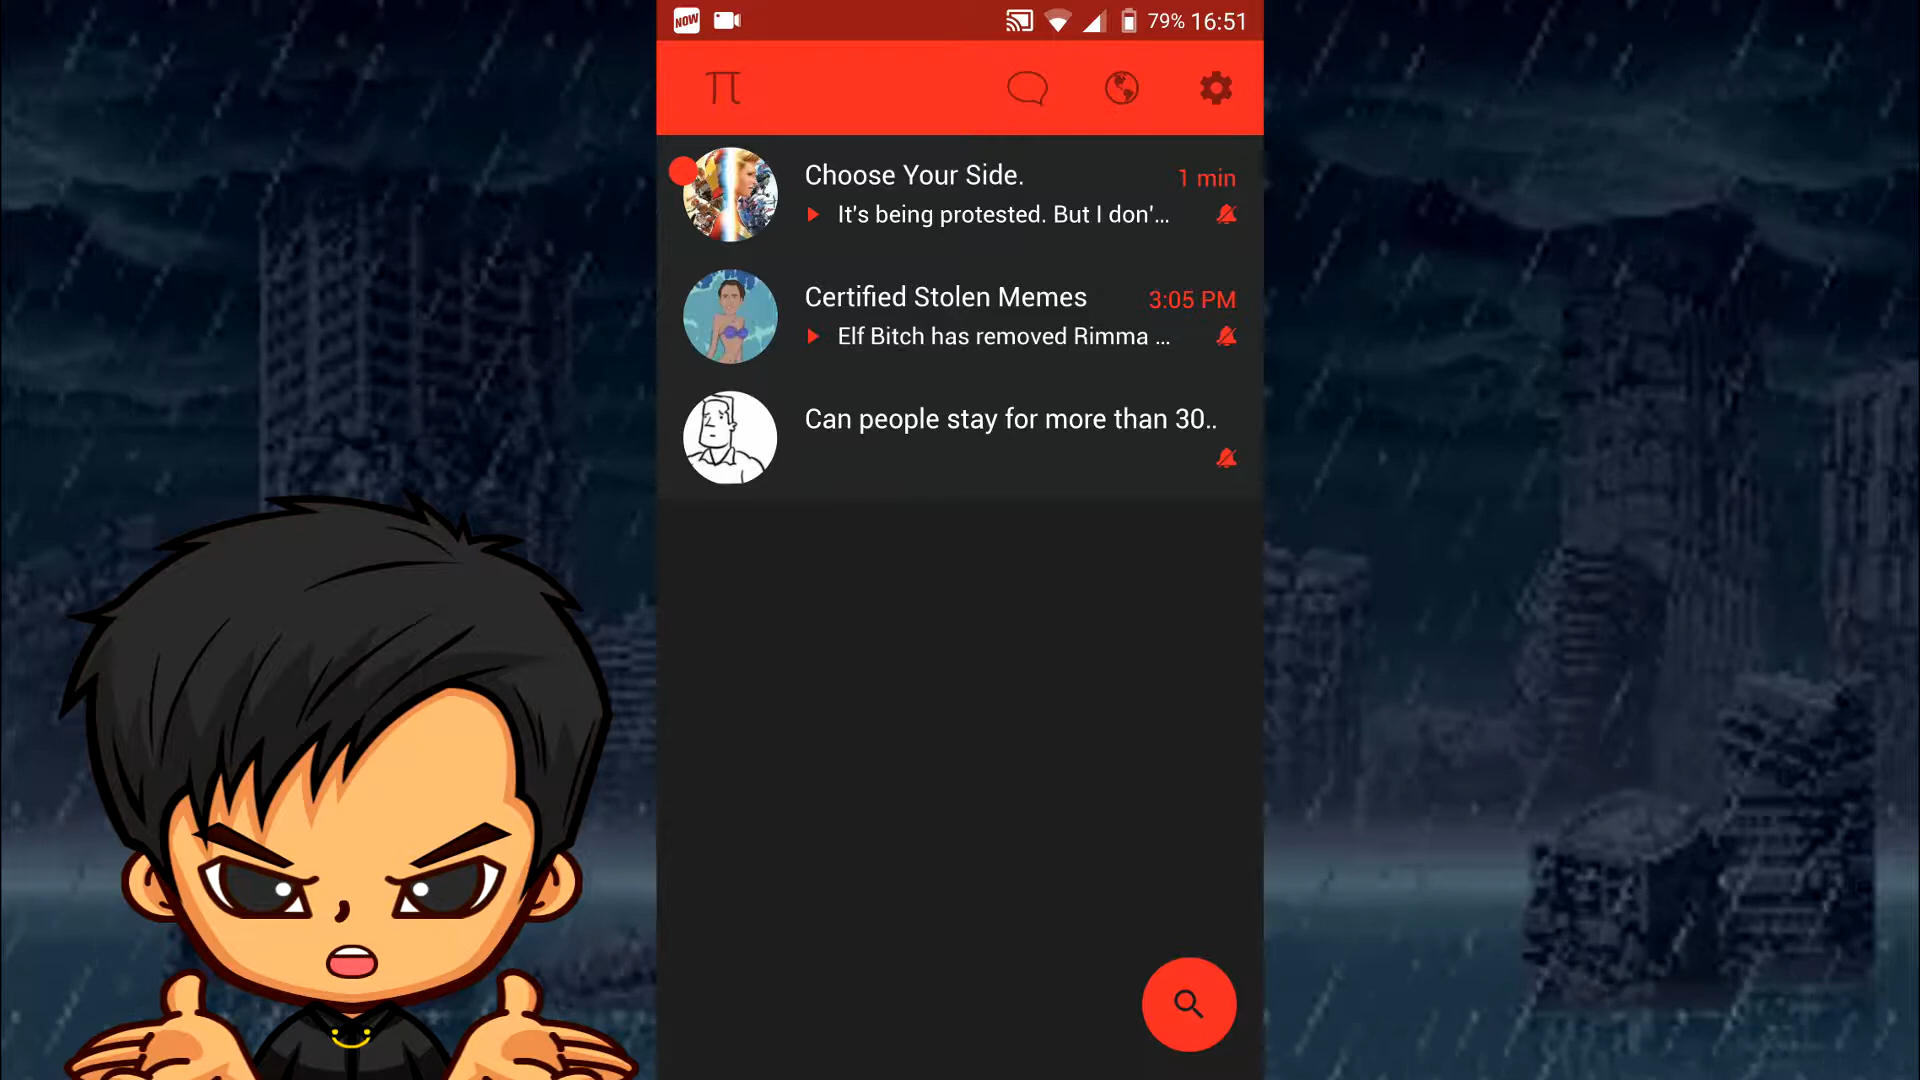 NOW
79% 16:51
π
Choose Your Side.
1 min
It's being protested. But I don'...
Certified Stolen Memes
3:05 PM
Elf Bitch has removed Rimma ...
Can people stay for more than 30..